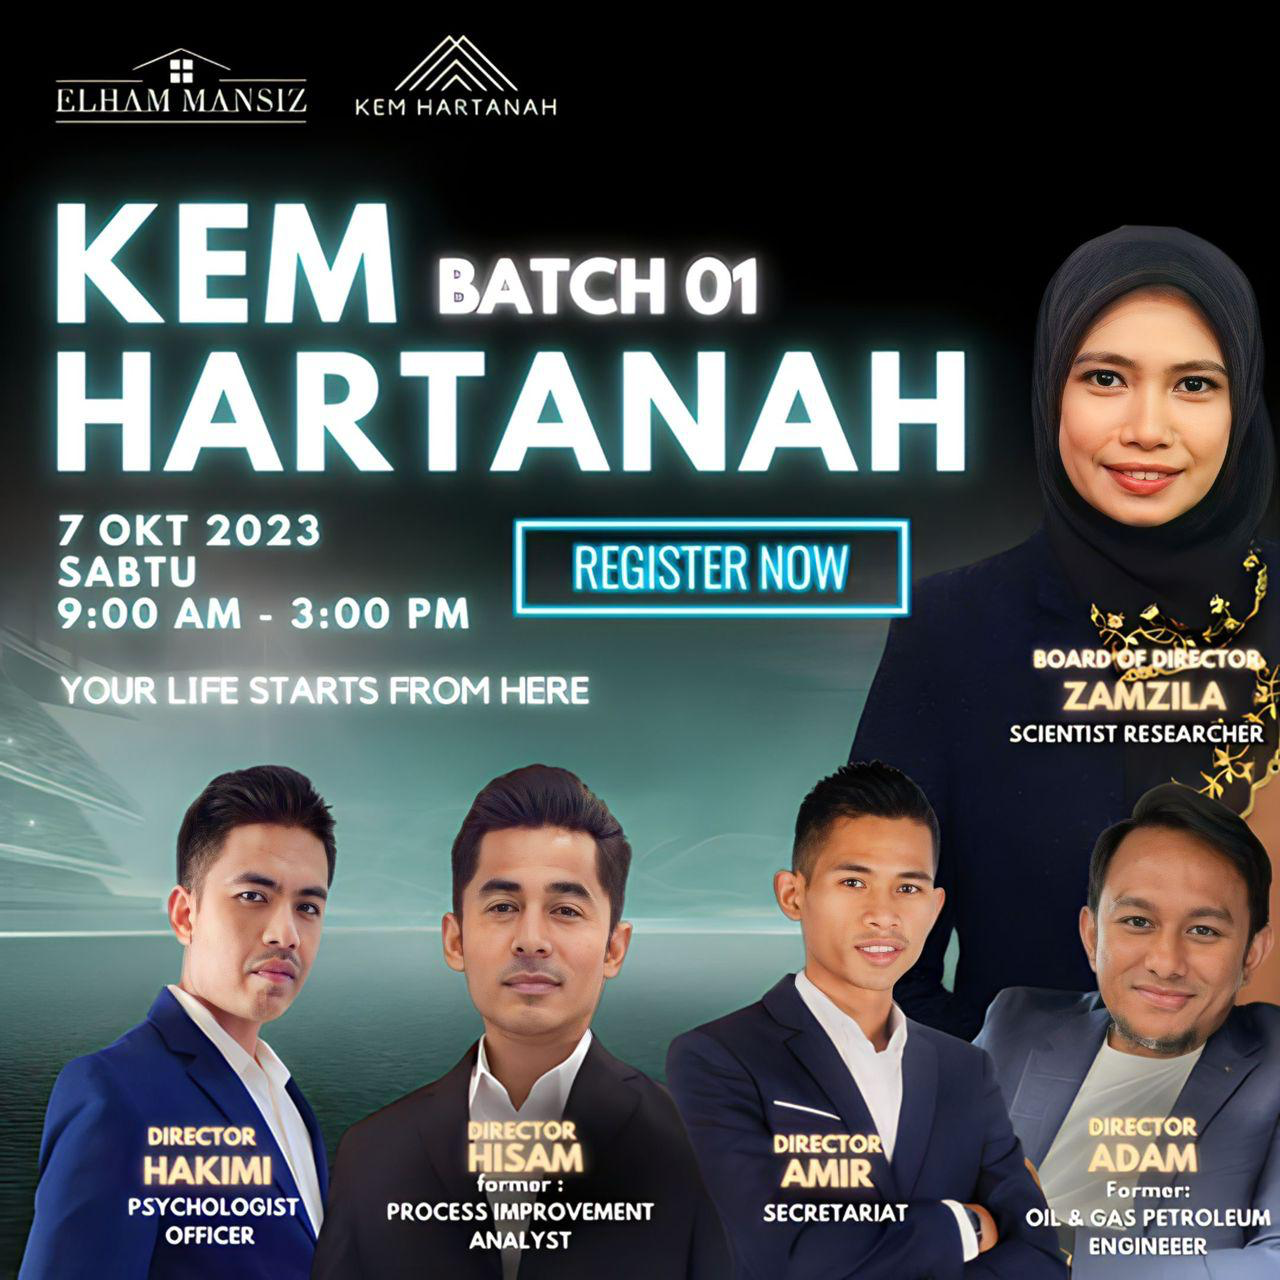 ELHAM MANSIZ
KEM HARTANAH
KEM BATCH 01
HARTANAH
7 OKT 2023
SABTU
9:00 AM - 3:00 PM
REGISTER NOW
YOUR LIFE STARTS FROM HERE
BOARD OF DIRECTOR
ZAMZILA
SCIENTIST RESEARCHER
DIRECTOR
HAKIMI
PSYCHOLOGIST
OFFICER
DIRECTOR
HISAM
former :
PROCESS IMPROVEMENT
ANALYST
DIRECTOR
AMIR
SECRETARIAT
DIRECTOR
ADAM
Former:
OIL & GAS PETROLEUM
ENGINEEER